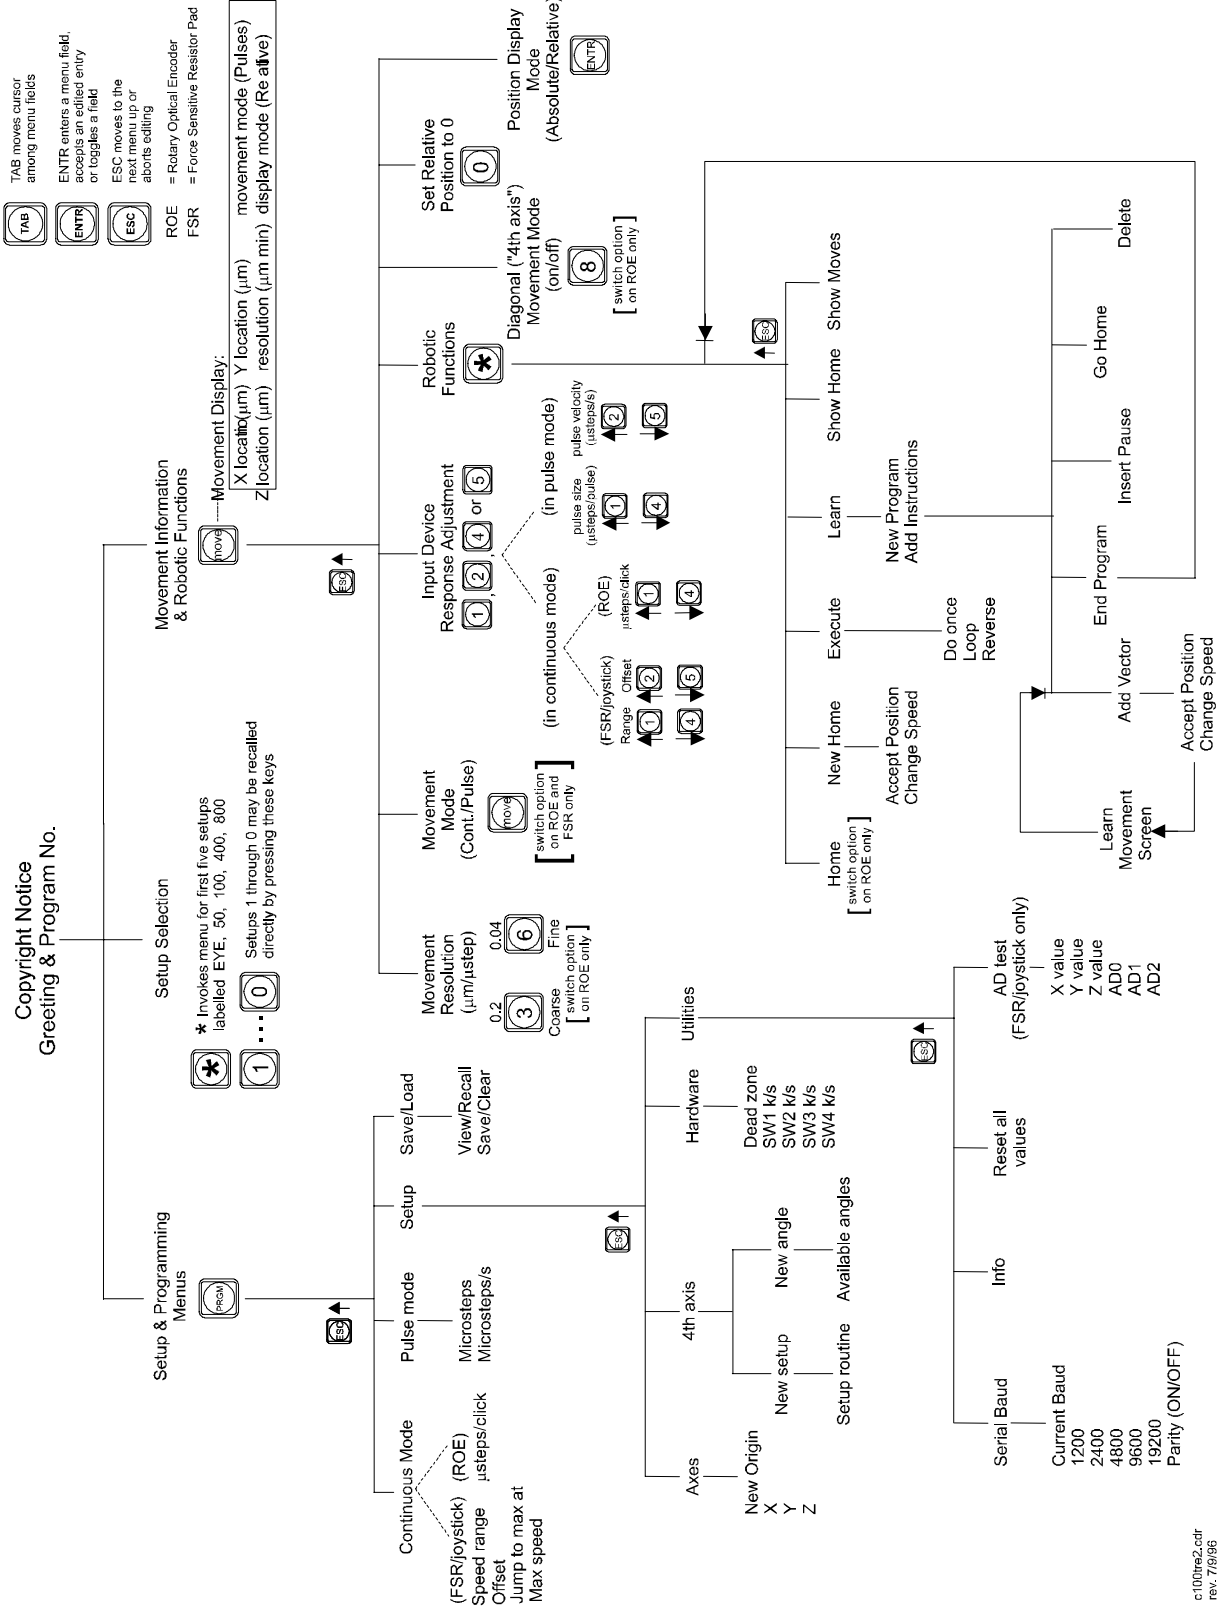 Copyright Notice
Greeting & Program No.
TAB
TAB moves cursor
among menu fields
ENTR
ENTR enters a menu field,
accepts an edited entry
or toggles a field
ESC
ESC moves to the
next menu up or
aborts editing
ROE = Rotary Optical Encoder
FSR = Force Sensitive Resistor Pad
Setup & Programming
Menus
PRGM
Setup Selection
* * Invokes menu for first five setups
labelled EYE, 50, 100, 400, 800
1 .... 0 Setups 1 through 0 may be recalled
directly by pressing these keys
Movement Information
& Robotic Functions
move
Movement Display:
X location(µm) Y location (µm) movement mode (Pulses)
Z location (µm) resolution (µm min) display mode (Relative)
ESC
Continuous Mode
(FSR/joystick)
Speed range
Offset
Jump to max at
Max speed
(ROE)
µsteps/click
Pulse mode
Microsteps
Microsteps/s
Setup
Save/Load
View/Recall
Save/Clear
ESC
Movement
Resolution
(µm/µstep)
0.2 0.04
3 6
Coarse Fine
[ switch option
on ROE only ]
Movement
Mode
(Cont./Pulse)
move
[ switch option
on ROE and
FSR only ]
Input Device
Response Adjustment
1 , 2 , 4 or 5
(in continuous mode)
(FSR/joystick)
Range Offset
1 2
4 5
(ROE)
µsteps/click
1
4
(in pulse mode)
pulse size
(µsteps/pulse)
1
4
pulse velocity
(µsteps/s)
2
5
Robotic
Functions
*
Diagonal ("4th axis")
Movement Mode
(on/off)
8
[ switch option
on ROE only ]
Set Relative
Position to 0
0
Position Display
Mode
(Absolute/Relative)
ENTR
ESC
Axes
New Origin
X
Y
Z
4th axis
New setup
Setup routine
New angle
Available angles
Hardware
Dead zone
SW1 k/s
SW2 k/s
SW3 k/s
SW4 k/s
Utilities
ESC
Home
[ switch option
on ROE only ]
New Home
Accept Position
Change Speed
Execute
Do once
Loop
Reverse
Learn
New Program
Add Instructions
Show Home
Show Moves
ESC
Serial Baud
Current Baud
1200
2400
4800
9600
19200
Parity (ON/OFF)
Info
Reset all
values
AD test
(FSR/joystick only)
X value
Y value
Z value
AD0
AD1
AD2
Learn
Movement
Screen
Add Vector
Accept Position
Change Speed
End Program
Insert Pause
Go Home
Delete
c100tre2.cdr
rev. 7/9/96